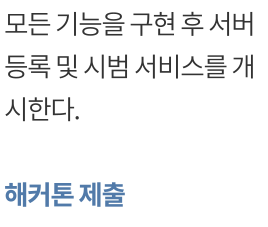 모든 기능을 구현 후 서버
등록 및 시범 서비스를 개
시한다.
해커톤 제출